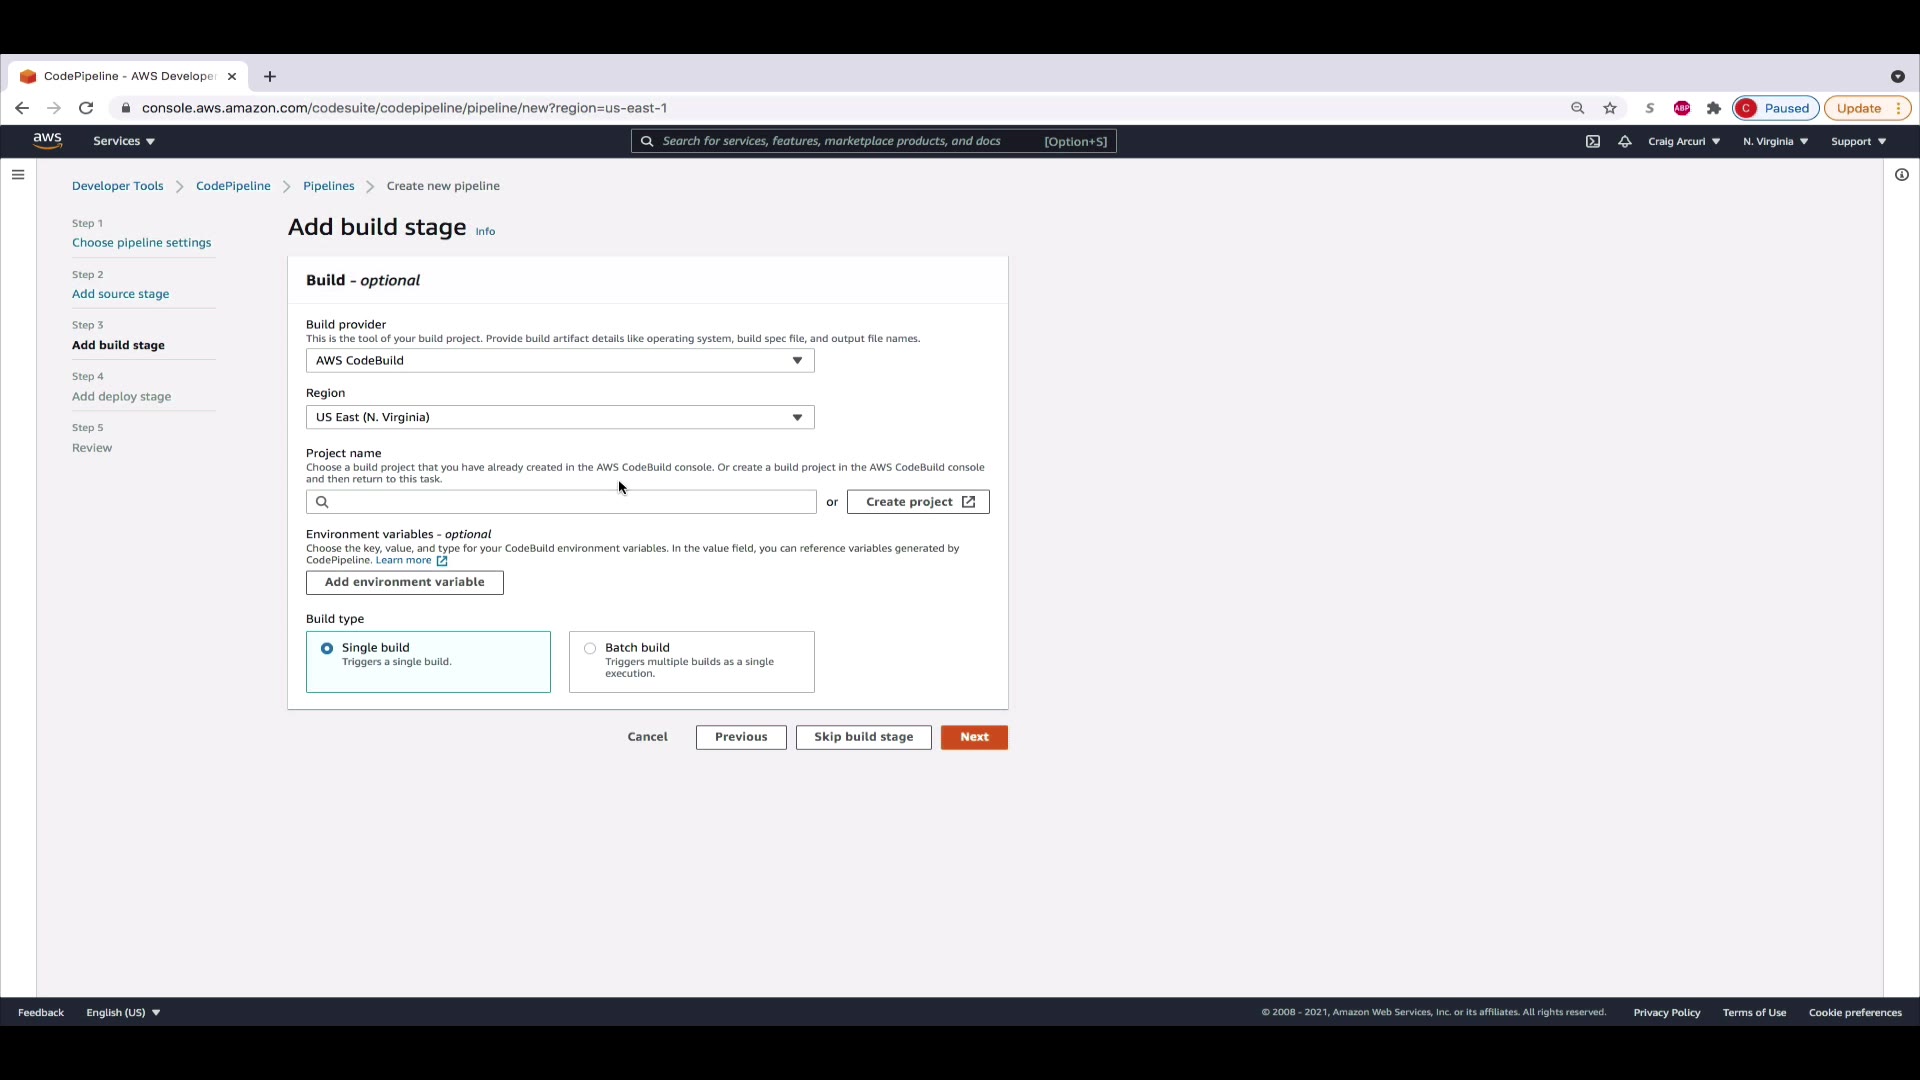 CodePipeline - AWS Develope
console.aws.amazon.com/codesuite/codepipeline/pipeline/new?region=us-east-1
S
ABP
C Paused
Update
aws
Services
Search for services, features, marketplace products, and docs [Option+S]
Craig Arcuri
N. Virginia
Support
Developer Tools
CodePipeline
Pipelines
Create new pipeline
Step 1
Choose pipeline settings
Step 2
Add source stage
Step 3
Add build stage
Step 4
Add deploy stage
Step 5
Review
Add build stage Info
Build - optional
Build provider
This is the tool of your build project. Provide build artifact details like operating system, build spec file, and output file names.
AWS CodeBuild
Region
US East (N. Virginia)
Project name
Choose a build project that you have already created in the AWS CodeBuild console. Or create a build project in the AWS CodeBuild console
and then return to this task.
or
Create project
Environment variables - optional
Choose the key, value, and type for your CodeBuild environment variables. In the value field, you can reference variables generated by
CodePipeline. Learn more
Add environment variable
Build type
Single build
Triggers a single build.
Batch build
Triggers multiple builds as a single
execution.
Cancel
Previous
Skip build stage
Next
Feedback
English (US)
© 2008 - 2021, Amazon Web Services, Inc. or its affiliates. All rights reserved.
Privacy Policy
Terms of Use
Cookie preferences